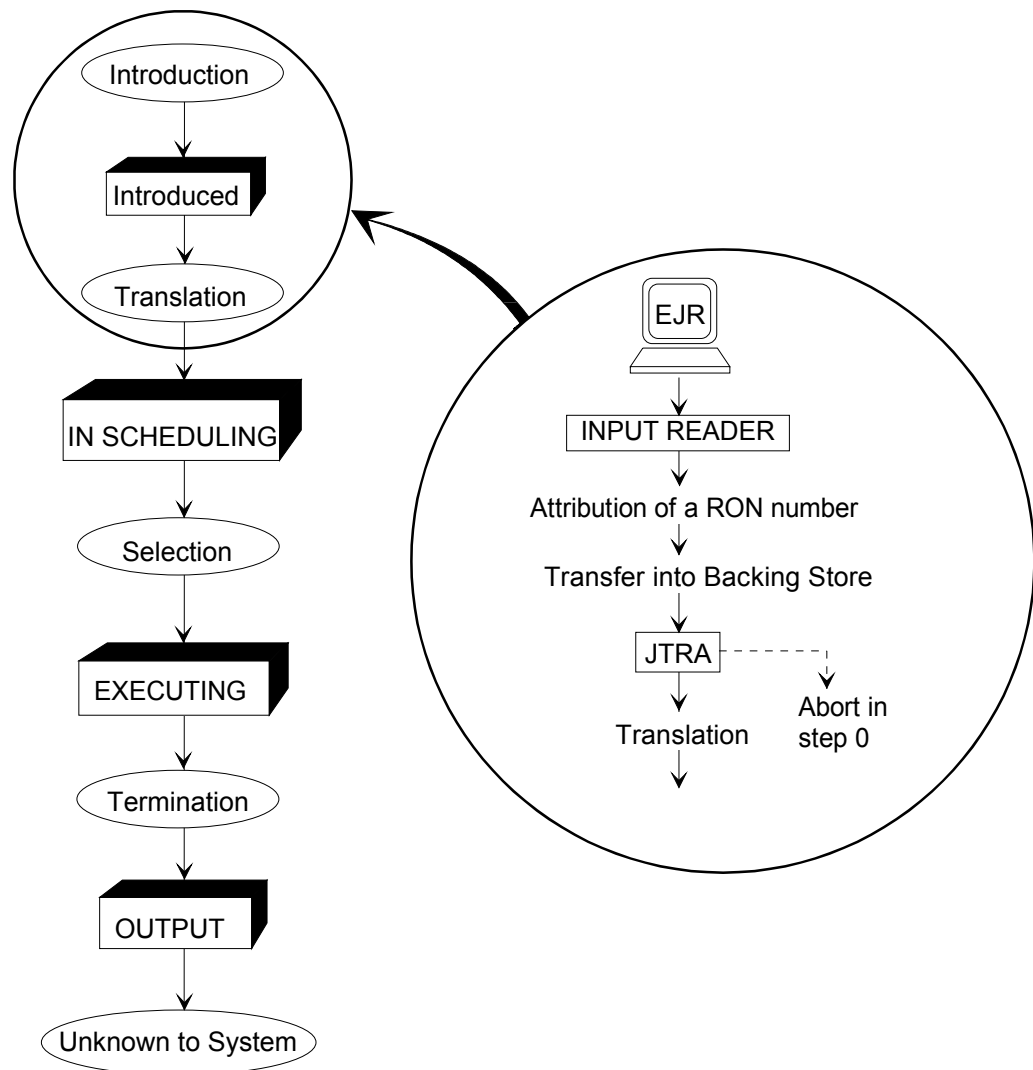 Introduction
Introduced
Translation
IN SCHEDULING
Selection
EXECUTING
Termination
OUTPUT
Unknown to System
EJR
INPUT READER
Attribution of a RON number
Transfer into Backing Store
JTRA
Translation
Abort in
step 0